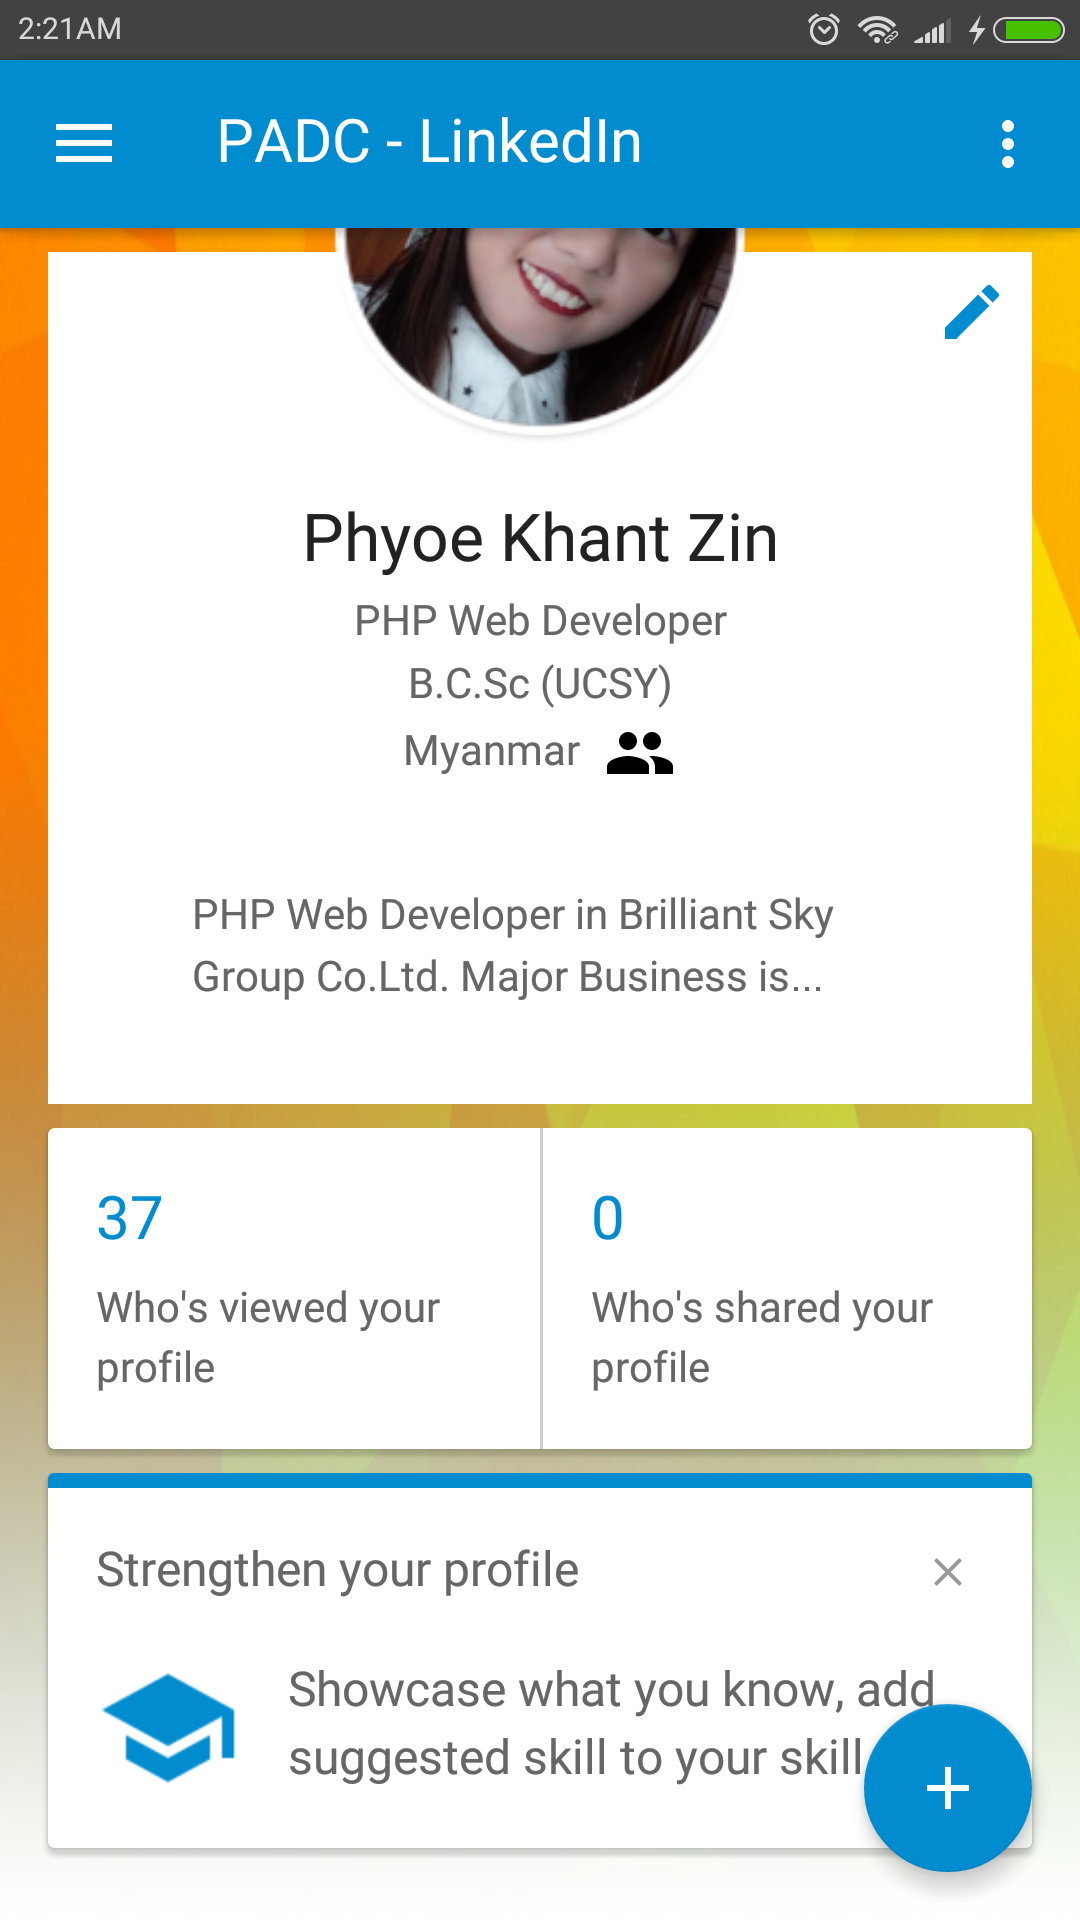 2:21AM
PADC - LinkedIn
Phyoe Khant Zin
PHP Web Developer
B.C.Sc (UCSY)
Myanmar
PHP Web Developer in Brilliant Sky
Group Co.Ltd. Major Business is...
37
Who's viewed your
profile
0
Who's shared your
profile
Strengthen your profile
Showcase what you know, add
suggested skill to your skill